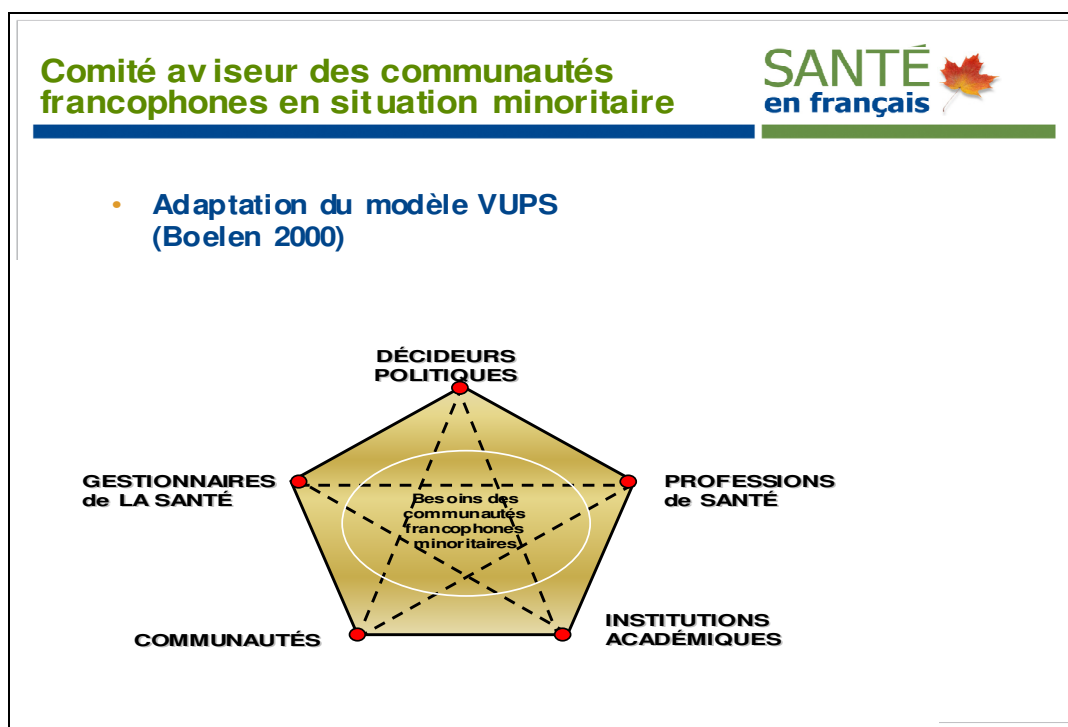 Comité aviseur des communautés
francophones en situation minoritaire
SANTÉ
en français
• Adaptation du modèle VUPS
(Boelen 2000)
DÉCIDEURS
POLITIQUES
GESTIONNAIRES
de LA SANTÉ
PROFESSIONS
de SANTÉ
Besoins des
communautés
francophones
minoritaires
COMMUNAUTÉS
INSTITUTIONS
ACADÉMIQUES